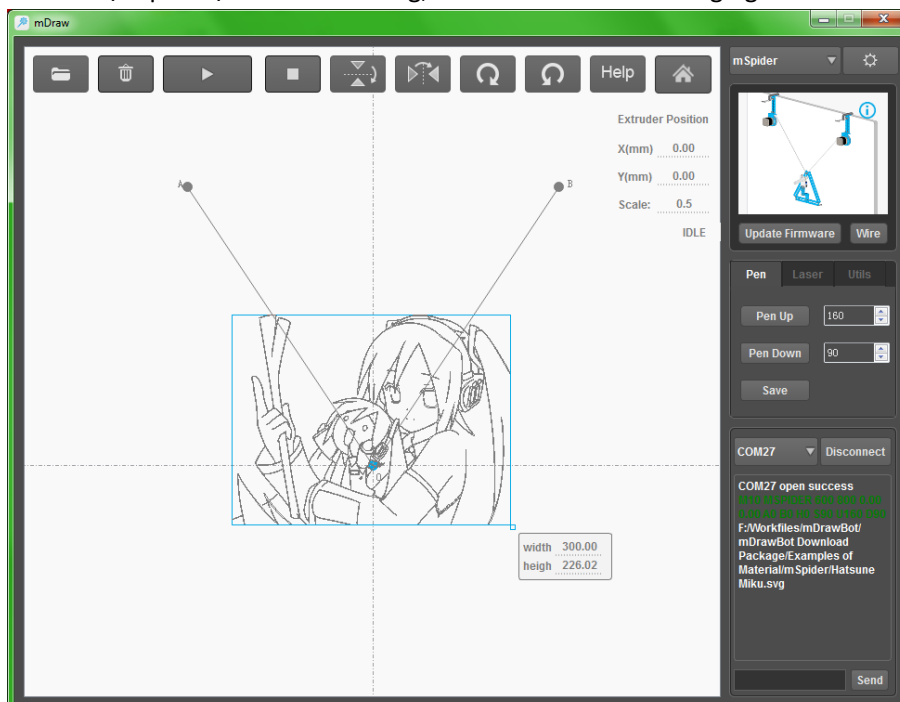 mDraw
Help
mSpider
Extruder Position
X(mm) 0.00
Y(mm) 0.00
Scale: 0.5
IDLE
A
B
O
width 300.00
heigh 226.02
Update Firmware Wire
Pen Laser Utils
Pen Up 160
Pen Down 90
Save
COM27 Disconnect
COM27 open success
F:/Workfiles/mDrawBot/
mDrawBot Download
Package/Examples of
Material/mSpider/Hatsune
Miku.svg
Send